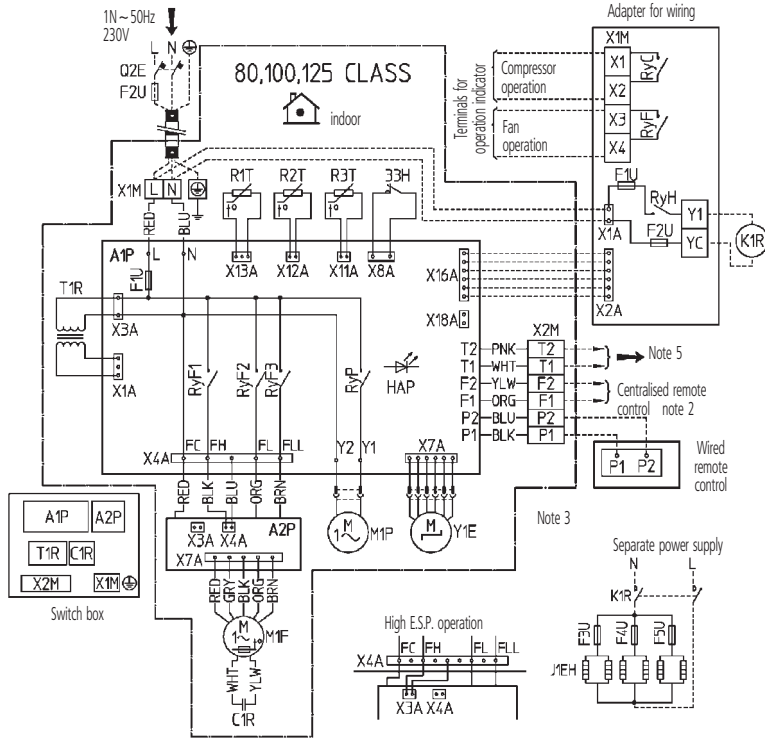 1N~50Hz
230V
L N
Q2E
F2U
80,100,125 CLASS
indoor
Adapter for wiring
X1M
X1
X2
X3
X4
RyC
RyF
Terminals for
operation indicator
Compressor
operation
Fan
operation
F1U
RyH
Y1
X1A
F2U
YC
K1R
X2A
X1M L N
RED
BLU
R1T
R2T
R3T
33H
X13A
X12A
X11A
X8A
A1P
L
N
F1U
T1R
X3A
X1A
RyF1
RyF2
RyF3
RyP
HAP
X16A
X18A
X2M
T2 PNK T2
T1 WHT T1
F2 YLW F2
F1 ORG F1
P2 BLU P2
P1 BLK P1
Note 5
Centralised remote
control note 2
P1 P2
Wired
remote
control
X4A
FC FH FL FLL
Y2 Y1
X7A
RED
BLK
BLU
ORG
BRN
X3A X4A
A2P
X7A
RED
GRY
BLK
ORG
BRN
M
1~
M1F
WHT
YLW
C1R
M
1~
M1P
M
Y1E
Note 3
A1P
A2P
T1R
C1R
X2M
X1M
Switch box
High E.S.P. operation
X4A
FC FH FL FLL
X3A X4A
Separate power supply
N L
K1R
F3U
F4U
F5U
J1EH